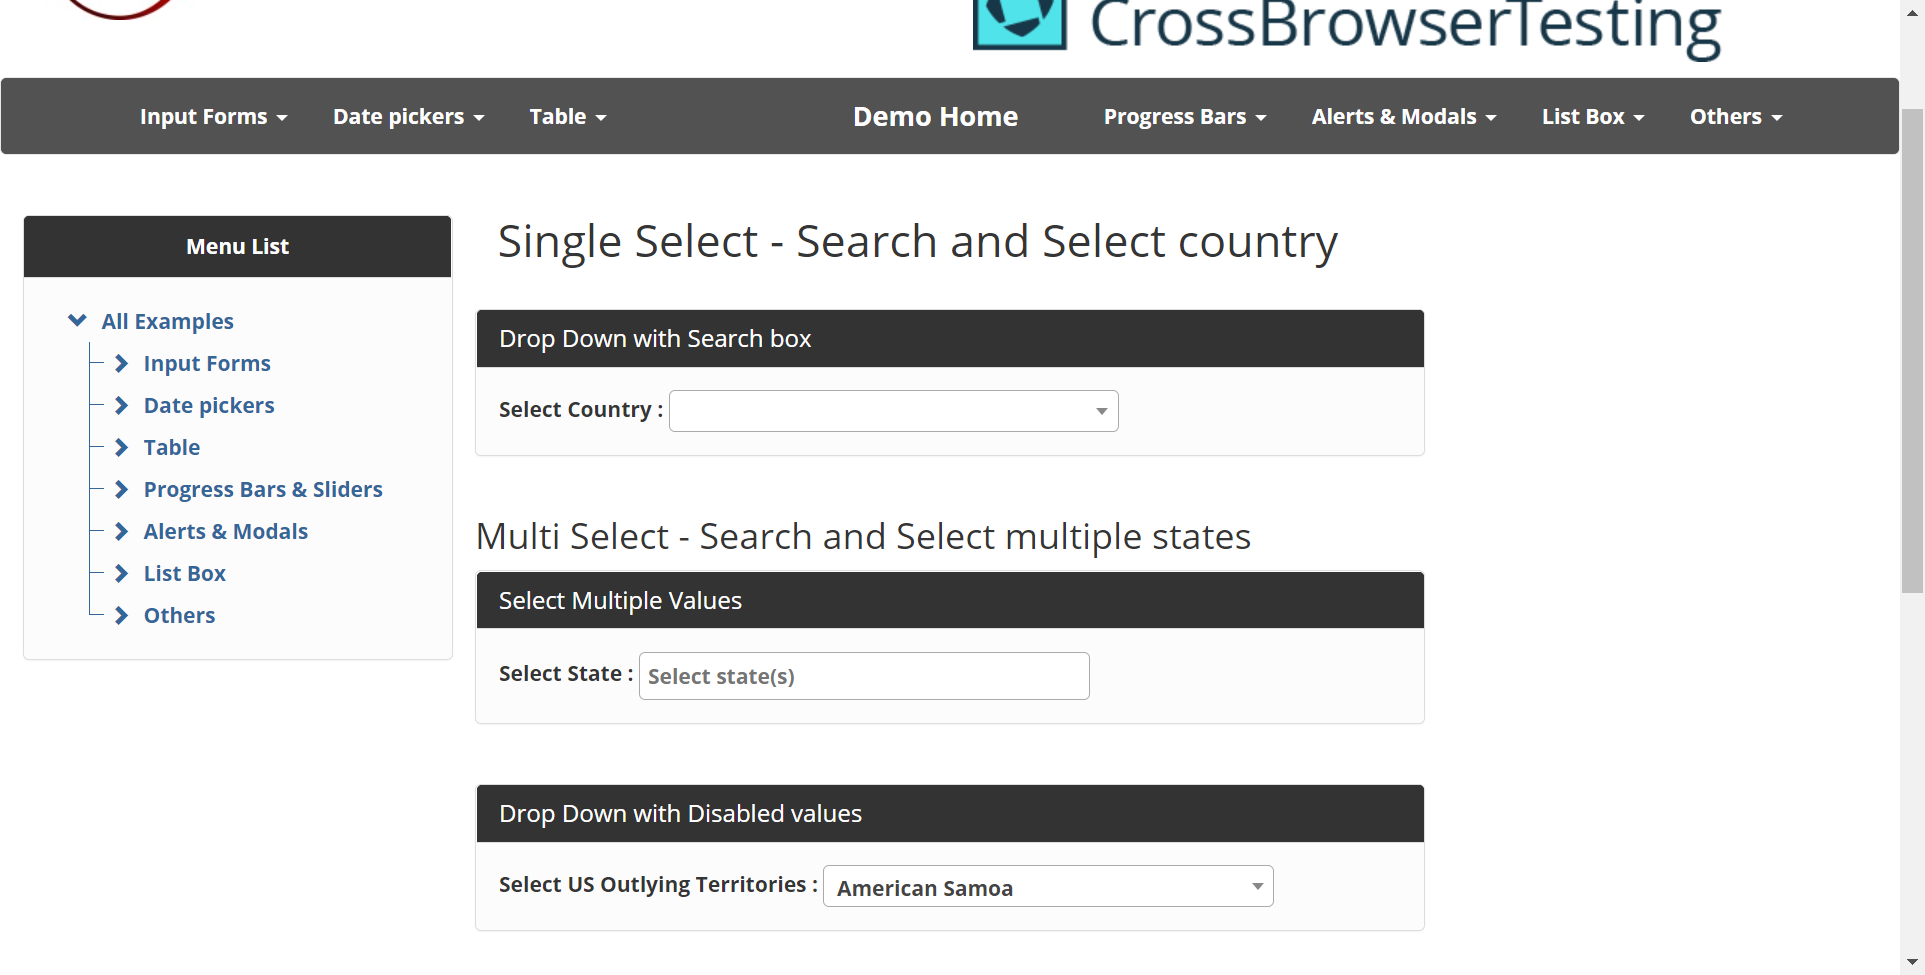 CrossBrowserTesting
Input Forms Date pickers Table Demo Home Progress Bars Alerts & Modals List Box Others
Menu List
All Examples
Input Forms
Date pickers
Table
Progress Bars & Sliders
Alerts & Modals
List Box
Others
Single Select - Search and Select country
Drop Down with Search box
Select Country :
Multi Select - Search and Select multiple states
Select Multiple Values
Select State : Select state(s)
Drop Down with Disabled values
Select US Outlying Territories : American Samoa